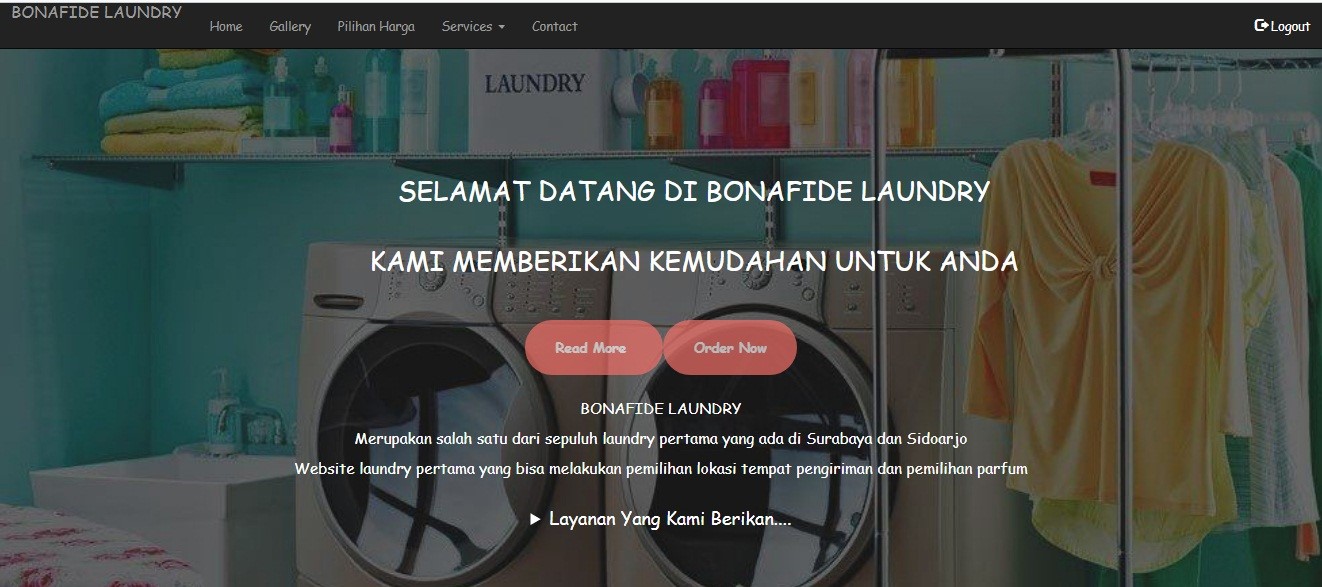 BONAFIDE LAUNDRY
Home Gallery Pilihan Harga Services Contact Logout
LAUNDRY
SELAMAT DATANG DI BONAFIDE LAUNDRY
KAMI MEMBERIKAN KEMUDAHAN UNTUK ANDA
Read More Order Now
BONAFIDE LAUNDRY
Merupakan salah satu dari sepuluh laundry pertama yang ada di Surabaya dan Sidoarjo
Website laundry pertama yang bisa melakukan pemilihan lokasi tempat pengiriman dan pemilihan parfum
Layanan Yang Kami Berikan....